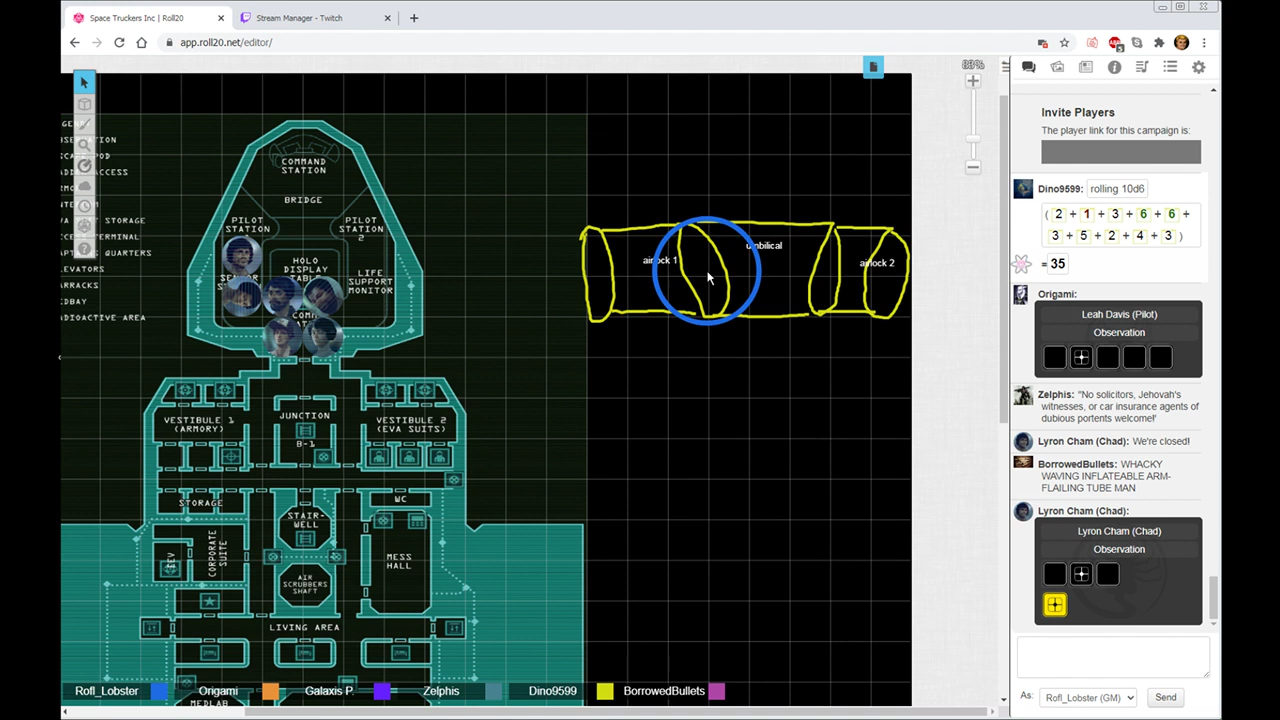 Space Truckers Inc | Roll20
Stream Manager - Twitch
app.roll20.net/editor/
83%
OBSERVATION
COMMAND
STATION
BRIDGE
PILOT
STATION
PILOT
STATION
2
HOLO
DISPLAY
TABLE
LIFE
SUPPORT
MONITOR
STORAGE
TERMINAL
QUARTERS
ELEVATORS
BARRACKS
RADIOACTIVE AREA
VESTIBULE 1
(ARMORY)
JUNCTION
B-1
VESTIBULE 2
(EVA SUITS)
STORAGE
WC
STAIR-
WELL
EEV
CORPORATE
SUITE
MESS
HALL
AIR
SCRUBBERS
SHAFT
LIVING AREA
MEDLAB
airlock 1
umbilical
airlock 2
Rofl_Lobster
Origami
Galaxis P.
Zelphis
Dino9599
BorrowedBullets
Invite Players
The player link for this campaign is:
Dino9599: rolling 10d6
( 2 + 1 + 3 + 6 + 6 +
3 + 5 + 2 + 4 + 3 )
= 35
Origami:
Leah Davis (Pilot)
Observation
Zelphis: "No solicitors, Jehovah's
witnesses, or car insurance agents of
dubious portents welcome!'
Lyron Cham (Chad): We're closed!
BorrowedBullets: WHACKY
WAVING INFLATEABLE ARM-
FLAILING TUBE MAN
Lyron Cham (Chad):
Lyron Cham (Chad)
Observation
As: Rofl_Lobster (GM)
Send